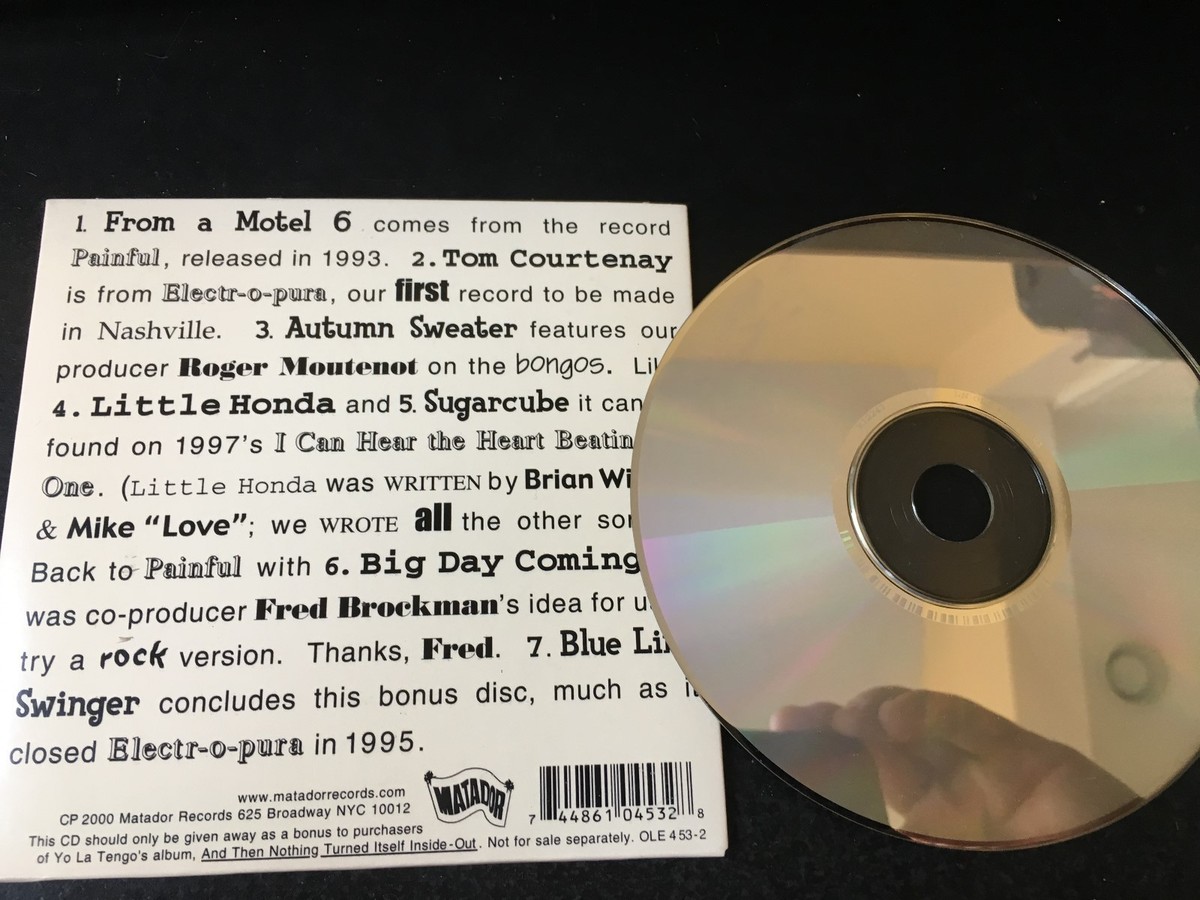 1. From a Motel 6 comes from the record
Painful, released in 1993. 2. Tom Courtenay
is from Electr-o-pura, our first record to be made
in Nashville. 3. Autumn Sweater features our
producer Roger Moutenot on the bongos.
4. Little Honda and 5. Sugarcube it can
found on 1997's I Can Hear the Heart
One. (Little Honda was WRITTEN by Brian
& Mike "Love"; we WROTE all the other
Back to Painful with 6. Big Day Coming
was co-producer Fred Brockman's idea for
try a rock version. Thanks, Fred. 7. Blue
Swinger concludes this bonus disc, much as
closed Electr-o-pura in 1995.
www.matadorrecords.com
CP 2000 Matador Records 625 Broadway NYC 10012
MATADOR
7 44861 04532 8
This CD should only be given away as a bonus to purchasers
of Yo La Tengo's album, And Then Nothing Turned Itself Inside-Out. Not for sale separately. OLE 453-2